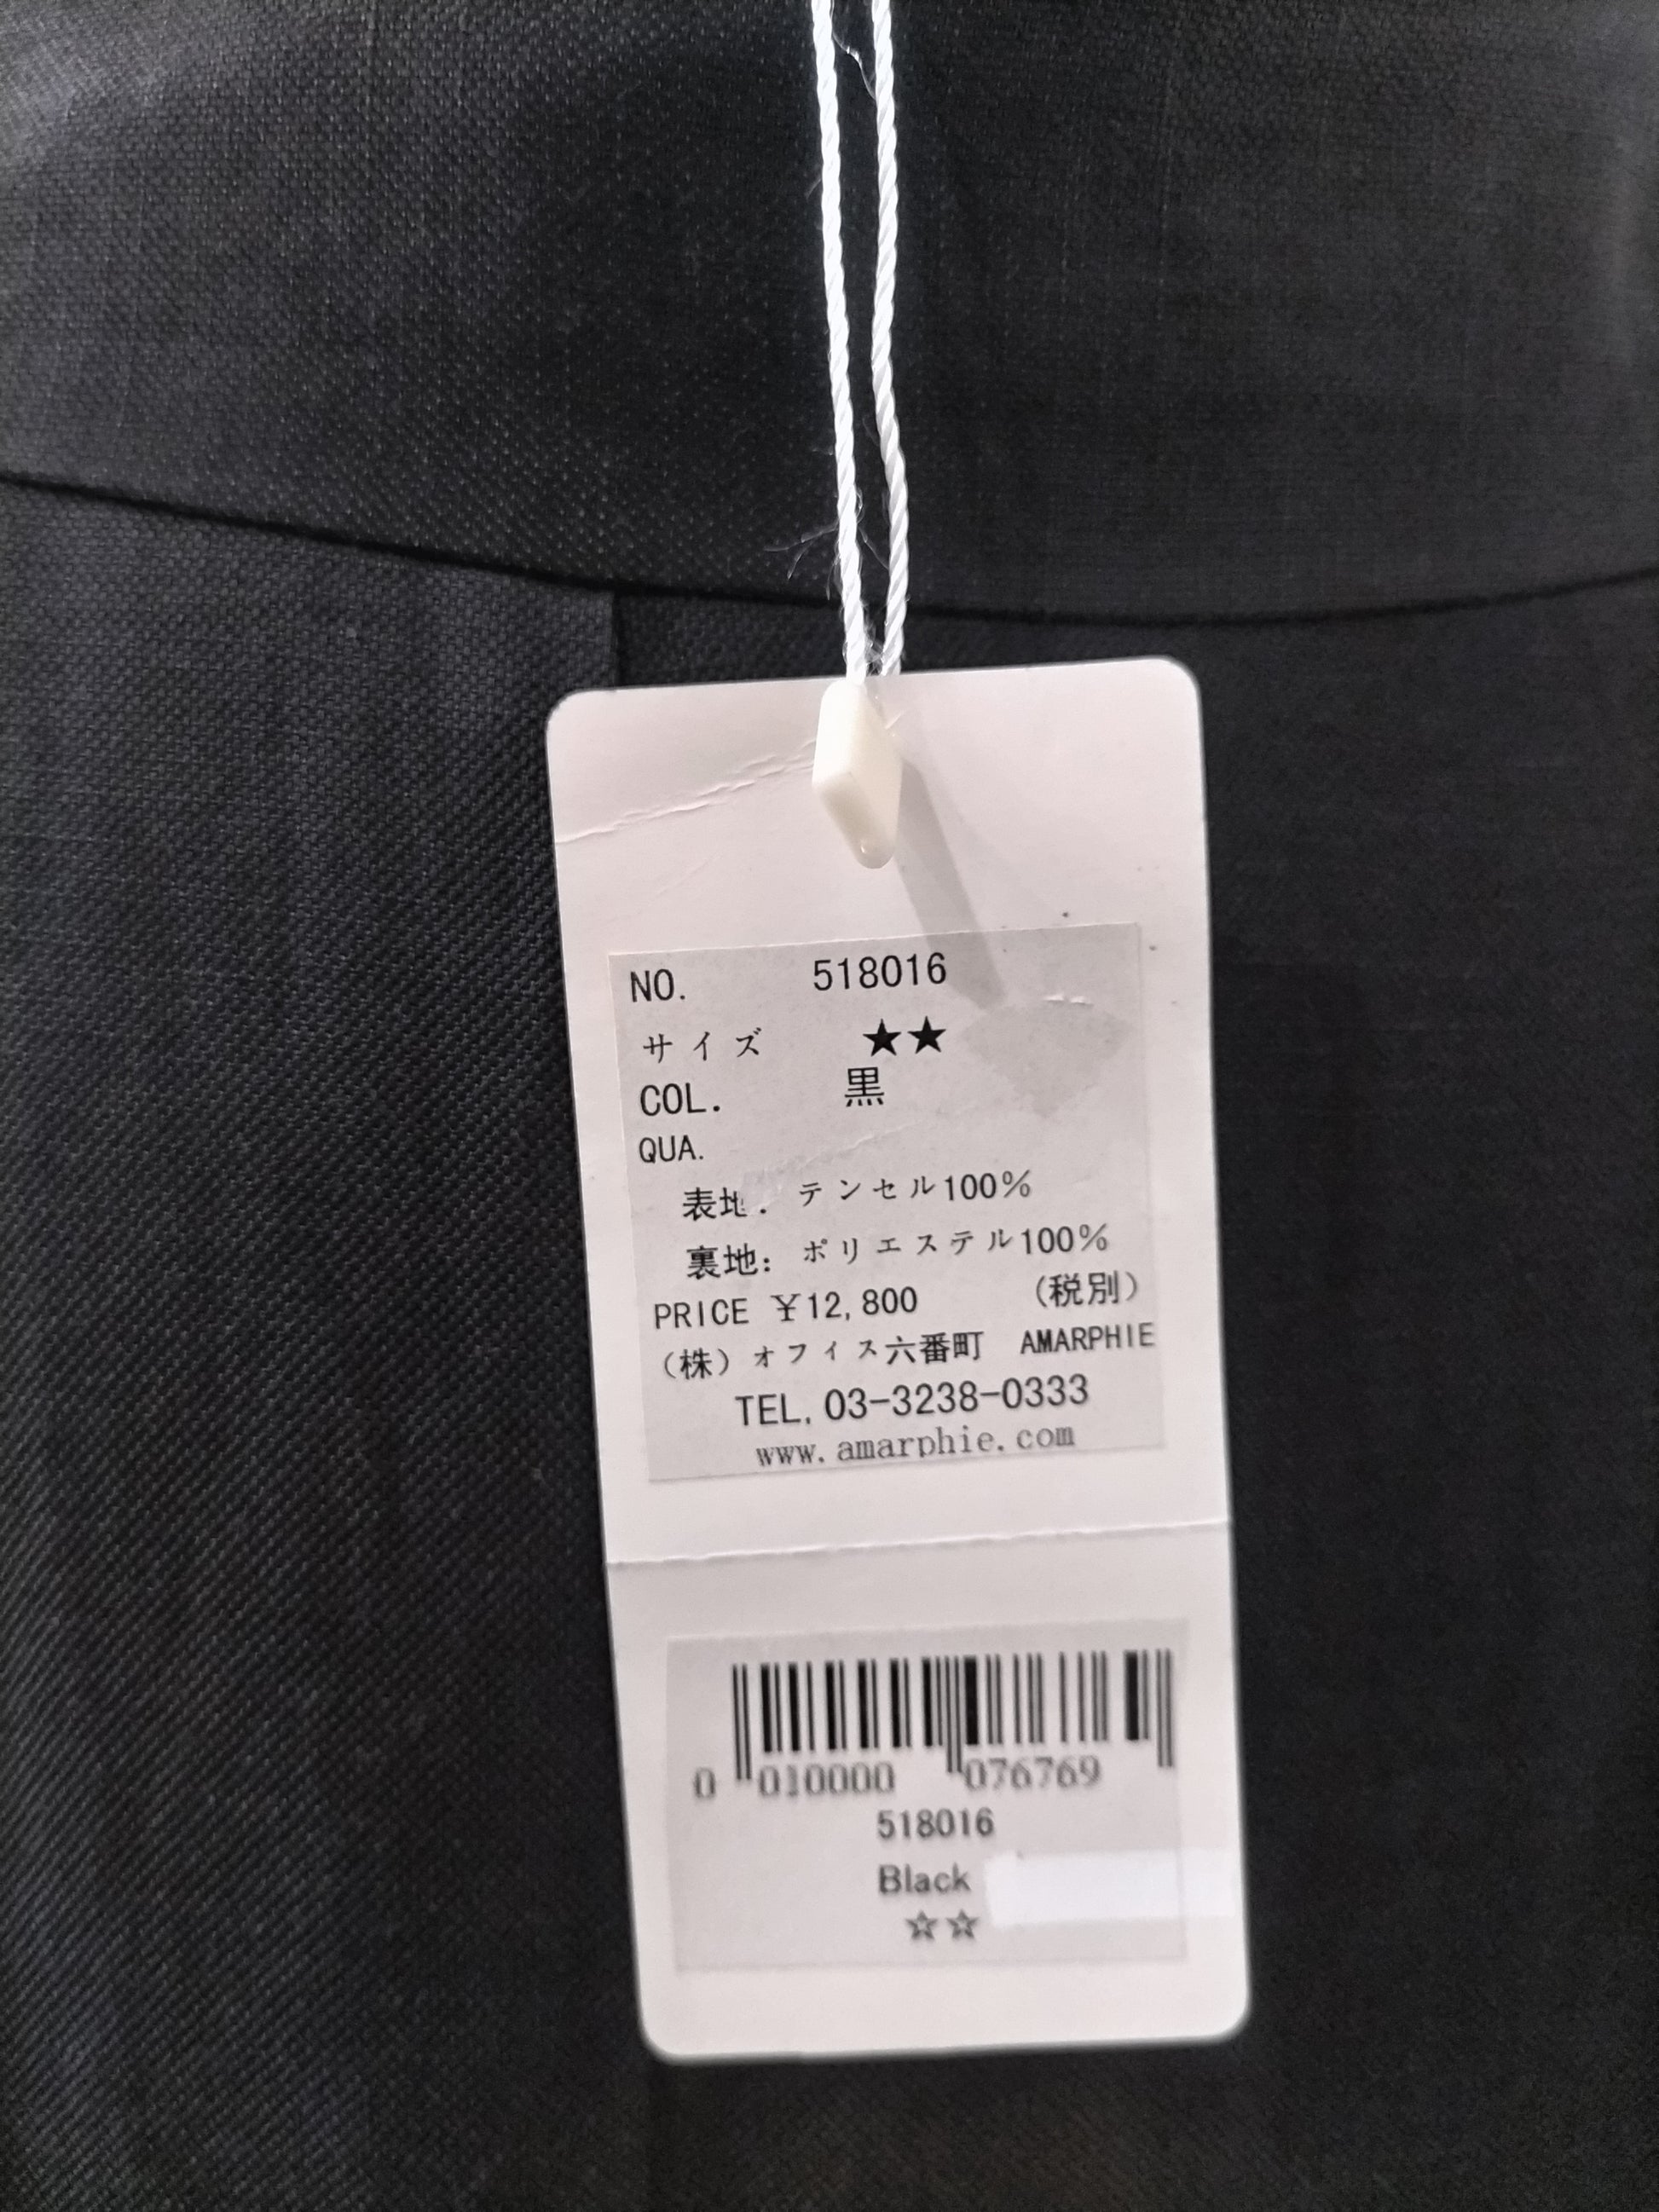 NO. 518016
サイズ ★★
COL. 黒
QUA.
表地. テンセル100%
裏地: ポリエステル100%
PRICE ¥12,800 (税別)
(株)オフィス六番町 AMARPHIE
TEL.03-3238-0333
www.amarphie.com
0 010000 076769
518016
Black
☆☆